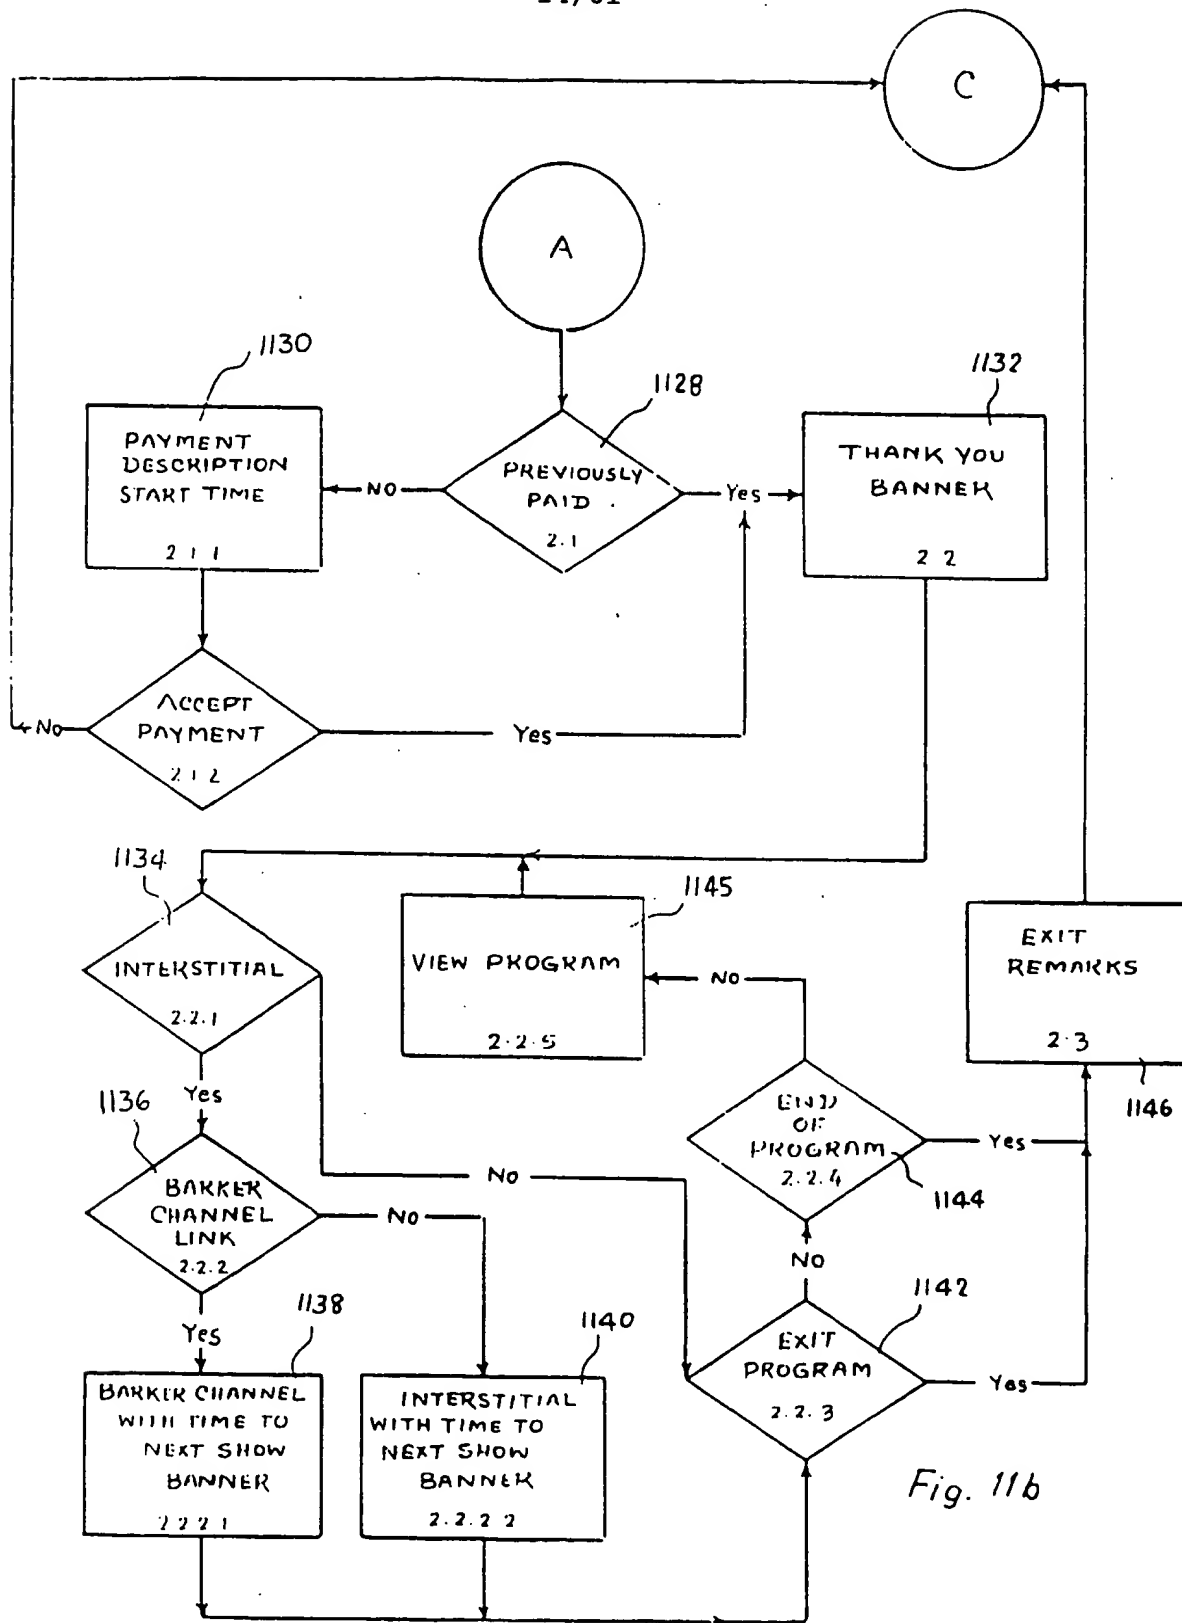 C
A
1130
1128
1132
PAYMENT
DESCRIPTION
START TIME
2 1 1
NO
PREVIOUSLY
PAID
2.1
Yes
THANK YOU
BANNER
2 2
ACCEPT
PAYMENT
2 1 2
No
Yes
1134
INTERSTITIAL
2.2.1
1145
VIEW PROGRAM
2.2.5
NO
EXIT
REMARKS
2.3
1146
Yes
1136
BARKER
CHANNEL
LINK
2.2.2
No
No
END
OF
PROGRAM
2.2.4
1144
Yes
No
Yes
1138
1140
1142
BARKER CHANNEL
WITH TIME TO
NEXT SHOW
BANNER
2 2 2 1
INTERSTITIAL
WITH TIME TO
NEXT SHOW
BANNER
2.2.2 2
EXIT
PROGRAM
2.2.3
Yes
Fig. 11b